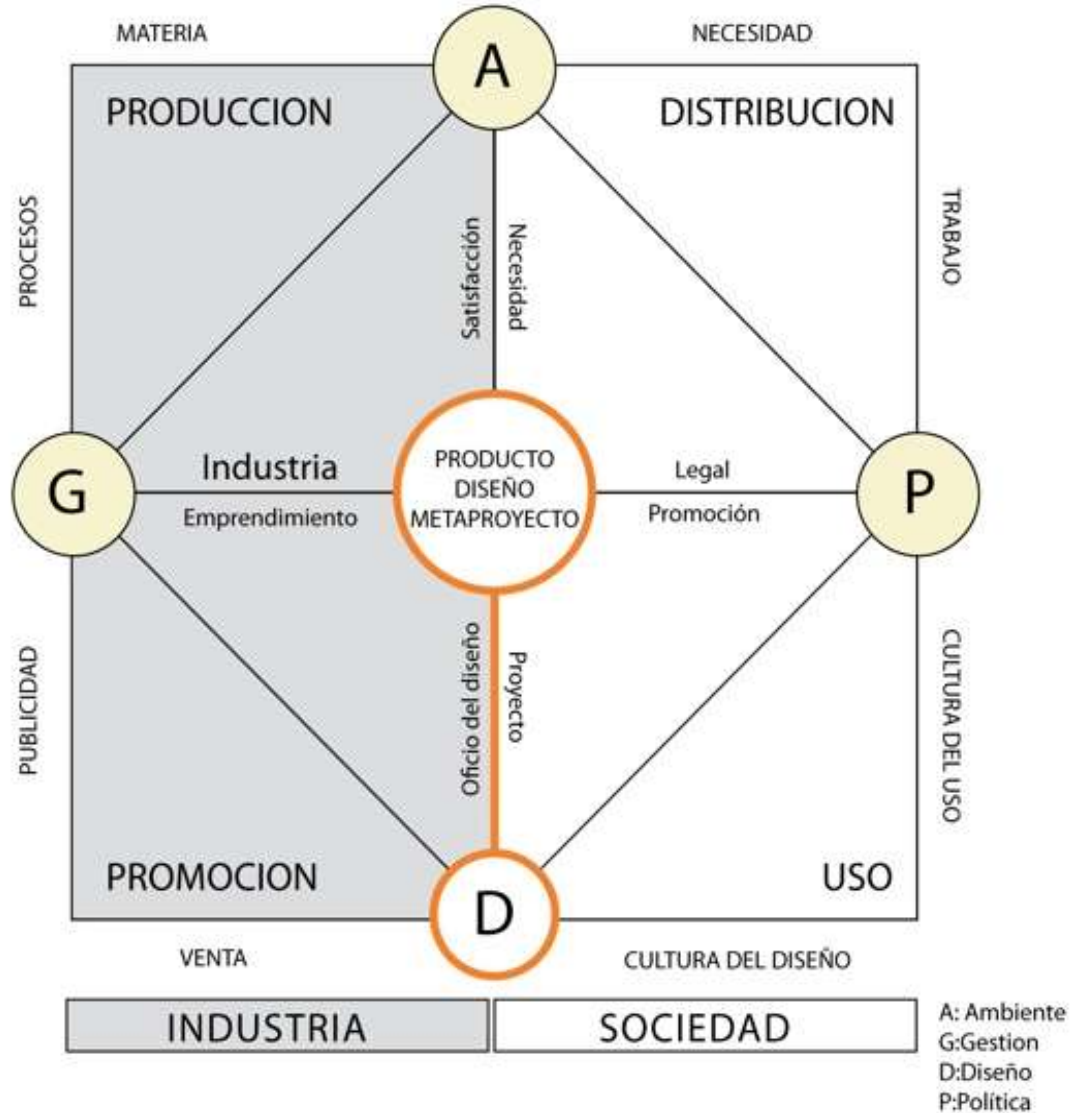 MATERIA
NECESIDAD
A
PRODUCCION
DISTRIBUCION
PROCESOS
TRABAJO
Satisfacción
Necesidad
G
Industria
Emprendimiento
PRODUCTO
DISEÑO
METAPROYECTO
Legal
Promoción
P
PUBLICIDAD
Oficio del diseño
Proyecto
CULTURA DEL USO
PROMOCION
USO
D
VENTA
CULTURA DEL DISEÑO
INDUSTRIA
SOCIEDAD
A: Ambiente
G:Gestion
D:Diseño
P:Política